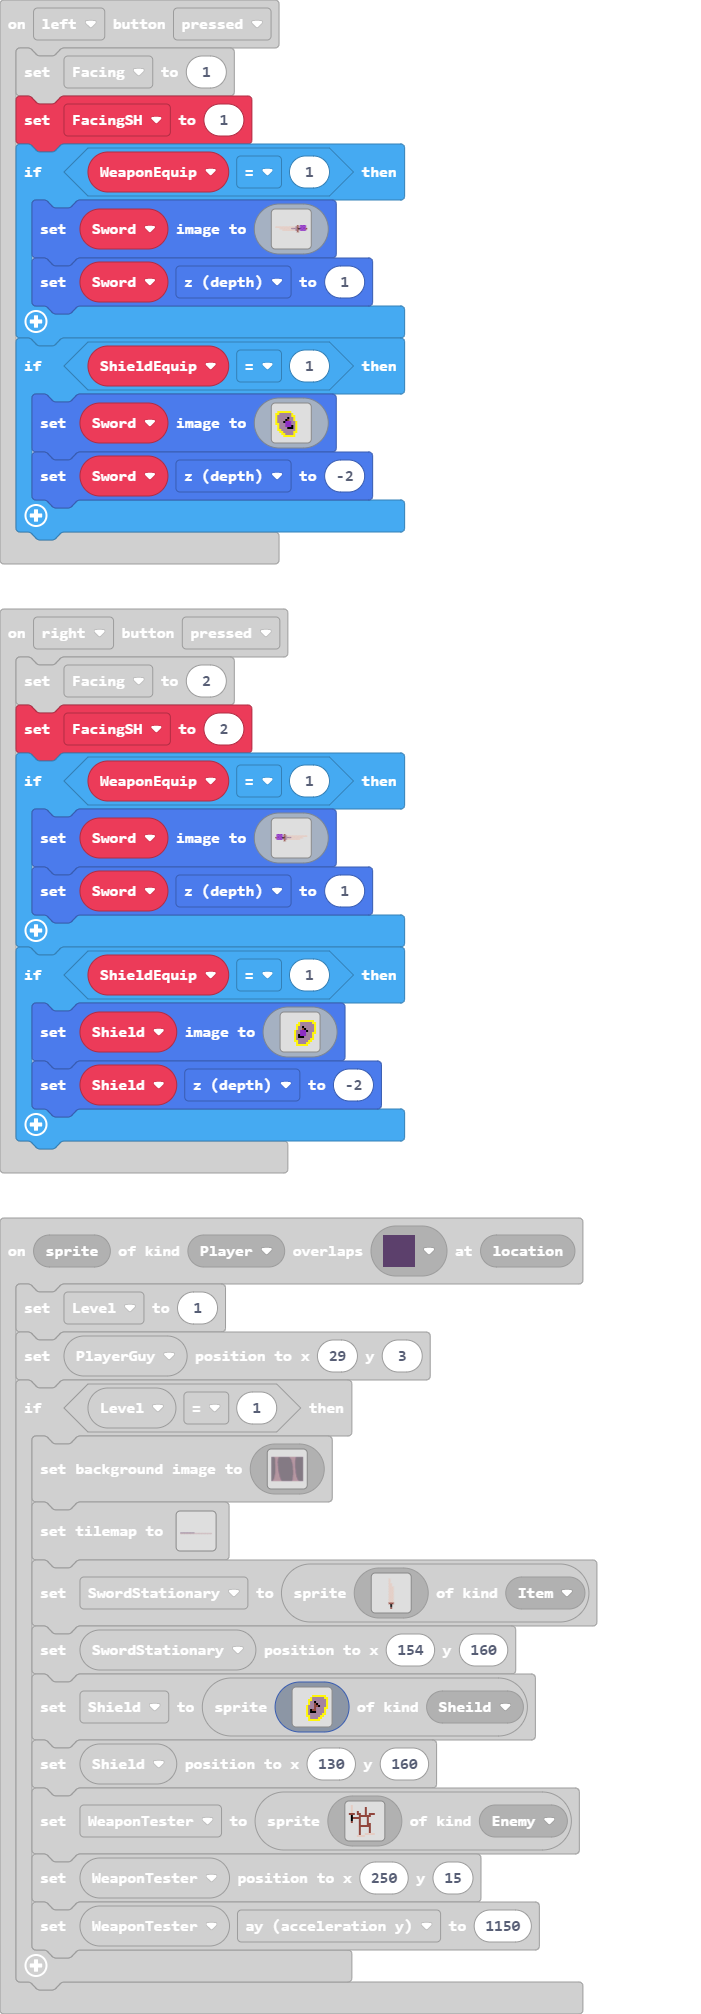 on left button pressed
set Facing to 1
set FacingSH to 1
if WeaponEquip = 1 then
set Sword image to
set Sword z (depth) to 1
if ShieldEquip = 1 then
set Sword image to
set Sword z (depth) to -2
on right button pressed
set Facing to 2
set FacingSH to 2
if WeaponEquip = 1 then
set Sword image to
set Sword z (depth) to 1
if ShieldEquip = 1 then
set Shield image to
set Shield z (depth) to -2
on sprite of kind Player overlaps at location
set Level to 1
set PlayerGuy position to x 29 y 3
if Level = 1 then
set background image to
set tilemap to
set SwordStationary to sprite of kind Item
set SwordStationary position to x 154 y 160
set Shield to sprite of kind Sheild
set Shield position to x 130 y 160
set WeaponTester to sprite of kind Enemy
set WeaponTester position to x 250 y 15
set WeaponTester ay (acceleration y) to 1150